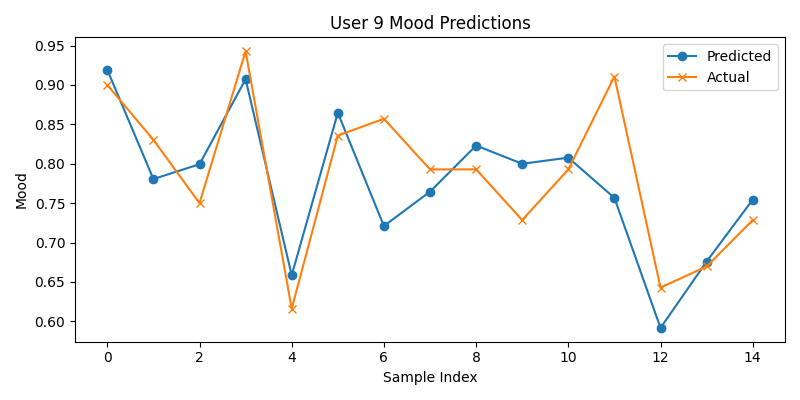 User 9 Mood Predictions
Predicted
Actual
Mood
0.95
0.90
0.85
0.80
0.75
0.70
0.65
0.60
0 2 4 6 8 10 12 14
Sample Index